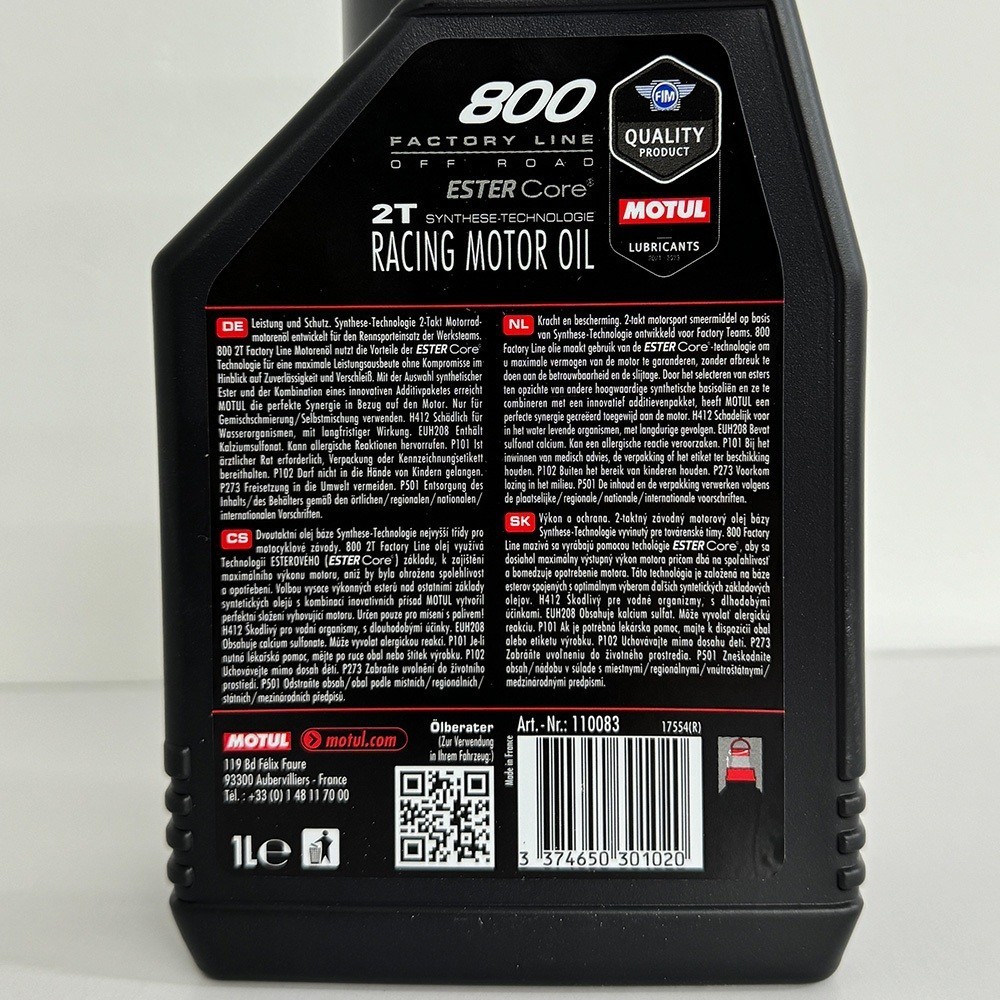 800
FACTORY LINE
OFF ROAD
ESTER Core®
2T SYNTHESE-TECHNOLOGIE
RACING MOTOR OIL
FIM
QUALITY
PRODUCT
MOTUL
LUBRICANTS
DE Leistung und Schutz. Synthese-Technologie 2-Takt Motorrad-
motorenöl entwickelt für den Rennsporteinsatz der Werksteams.
800 2T Factory Line Motorenöl nutzt die Vorteile der ESTER Core®
Technologie für eine maximale Leistungsausbeute ohne Kompromisse im
Hinblick auf Zuverlässigkeit und Verschleiß. Mit der Auswahl synthetischer
Ester und der Kombination eines innovativen Additivpaketes erreicht
MOTUL die perfekte Synergie in Bezug auf den Motor. Nur für
Gemischschmierung/Selbstmischung verwenden. H412 Schädlich für
Wasserorganismen, mit langfristiger Wirkung. EUH208 Enthält
Kalziumsulfonat. Kann allergische Reaktionen hervorrufen. P101 Ist
ärztlicher Rat erforderlich, Verpackung oder Kennzeichnungsetikett
bereithalten. P102 Darf nicht in die Hände von Kindern gelangen.
P273 Freisetzung in die Umwelt vermeiden. P501 Entsorgung des
Inhalts/des Behälters gemäß den örtlichen/regionalen/nationalen/
internationalen Vorschriften.
NL Kracht en bescherming. 2-takt motorsport smeermiddel op basis
van Synthese-Technologie ontwikkeld voor Factory Teams. 800
Factory Line olie maakt gebruik van de ESTER Core®-technologie om
u maximale vermogen van de motor te garanderen, zonder afbreuk te
doen aan de betrouwbaarheid en de slijtage. Door het selecteren van esters
ten opzichte van andere hoogwaardige synthetische basisoliën en ze te
combineren met een innovatief additievenpakket, heeft MOTUL een
perfecte synergie gecreëerd toegewijd aan de motor. H412 Schadelijk voor
in het water levende organismen, met langdurige gevolgen. EUH208 Bevat
sulfonat calcium. Kan een allergische reactie veroorzaken. P101 Bij het
inwinnen van medisch advies, de verpakking of het etiket ter beschikking
houden. P102 Buiten het bereik van kinderen houden. P273 Voorkom
lozing in het milieu. P501 De inhoud en de verpakking verwerken volgens
de plaatselijke/regionale/nationale/internationale voorschriften.
CS Dvoutaktní olej báze Synthese-Technologie nejvyšší třídy pro
motocyklové závody. 800 2T Factory Line olej využívá
Technologii ESTEROVÉHO (ESTER Core®) základu, k zajištění
maximálního výkonu motoru, aniž by byla ohrožena spolehlivost
a opotřebení. Volbou vysoce výkonných esterů nad ostatními základy
syntetických olejů s kombinací inovativních přísad MOTUL vytvořil
perfektní složení vyhovující motoru. Určen pouze pro mísení s palivem!
H412 Škodlivý pro vodní organismy, s dlouhodobými účinky. EUH208
Obsahuje calcium sulfonate. Může vyvolat alergickou reakci. P101 Je-li
nutná lékařská pomoc, mějte po ruce obal nebo štítek výrobku. P102
Uchovávejte mimo dosah dětí. P273 Zabraňte uvolnění do životního
prostředí. P501 Odstraňte obsah/obal podle místních/regionálních/
státních/mezinárodních předpisů.
SK Výkon a ochrana. 2-taktný závodný motorový olej bázy
Synthese-Technologie vyvinutý pre továrenské tímy. 800 Factory
Line mazivá sa vyrábajú pomocou techológie ESTER Core®, aby sa
dosiahol maximálny výstupný výkon motora pričom dbá na spolahlivosť
a bomedzuje opotrebenie motora. Táto technológia je založená na báze
esterov spojených s optimálnym výberom ďalších syntetických základových
olejov. H412 Škodlivý pre vodné organizmy, s dlhodobými
účinkami. EUH208 Obsahuje kalcium sulfat. Može vyvolať alergickú
reakciu. P101 Ak je potrebná lekárska pomoc, majte k dispozícii obal
alebo etiketu výrobku. P102 Uchovávajte mimo dosahu detí. P273
Zabráňte uvoľneniu do životného prostredia. P501 Zneškodnite
obsah/nádobu v súlade s miestnymi/regionálnymi/vnútroštátnymi/
medzinárodnými predpismi.
MOTUL motul.com
119 Bd Félix Faure
93300 Aubervilliers - France
Tél. : +33 (0) 1 48 11 70 00
1L e
Ölberater
(Zur Verwendung
in Ihrem Fahrzeug:)
Art.-Nr.: 110083 17554(R)
Made in France
3 374650 301020